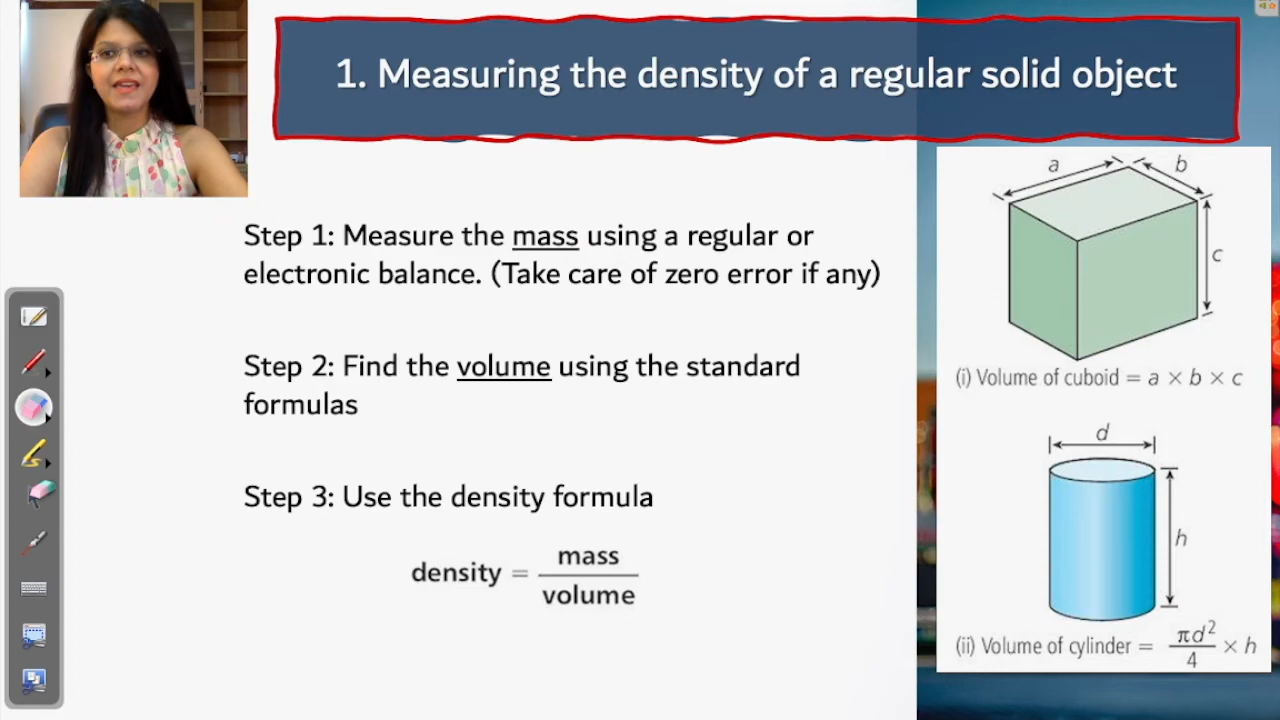 1. Measuring the density of a regular solid object
Step 1: Measure the mass using a regular or
electronic balance. (Take care of zero error if any)
Step 2: Find the volume using the standard
formulas
Step 3: Use the density formula
density = mass / volume
a
b
c
(i) Volume of cuboid = a × b × c
d
h
(ii) Volume of cylinder = πd²/4 × h